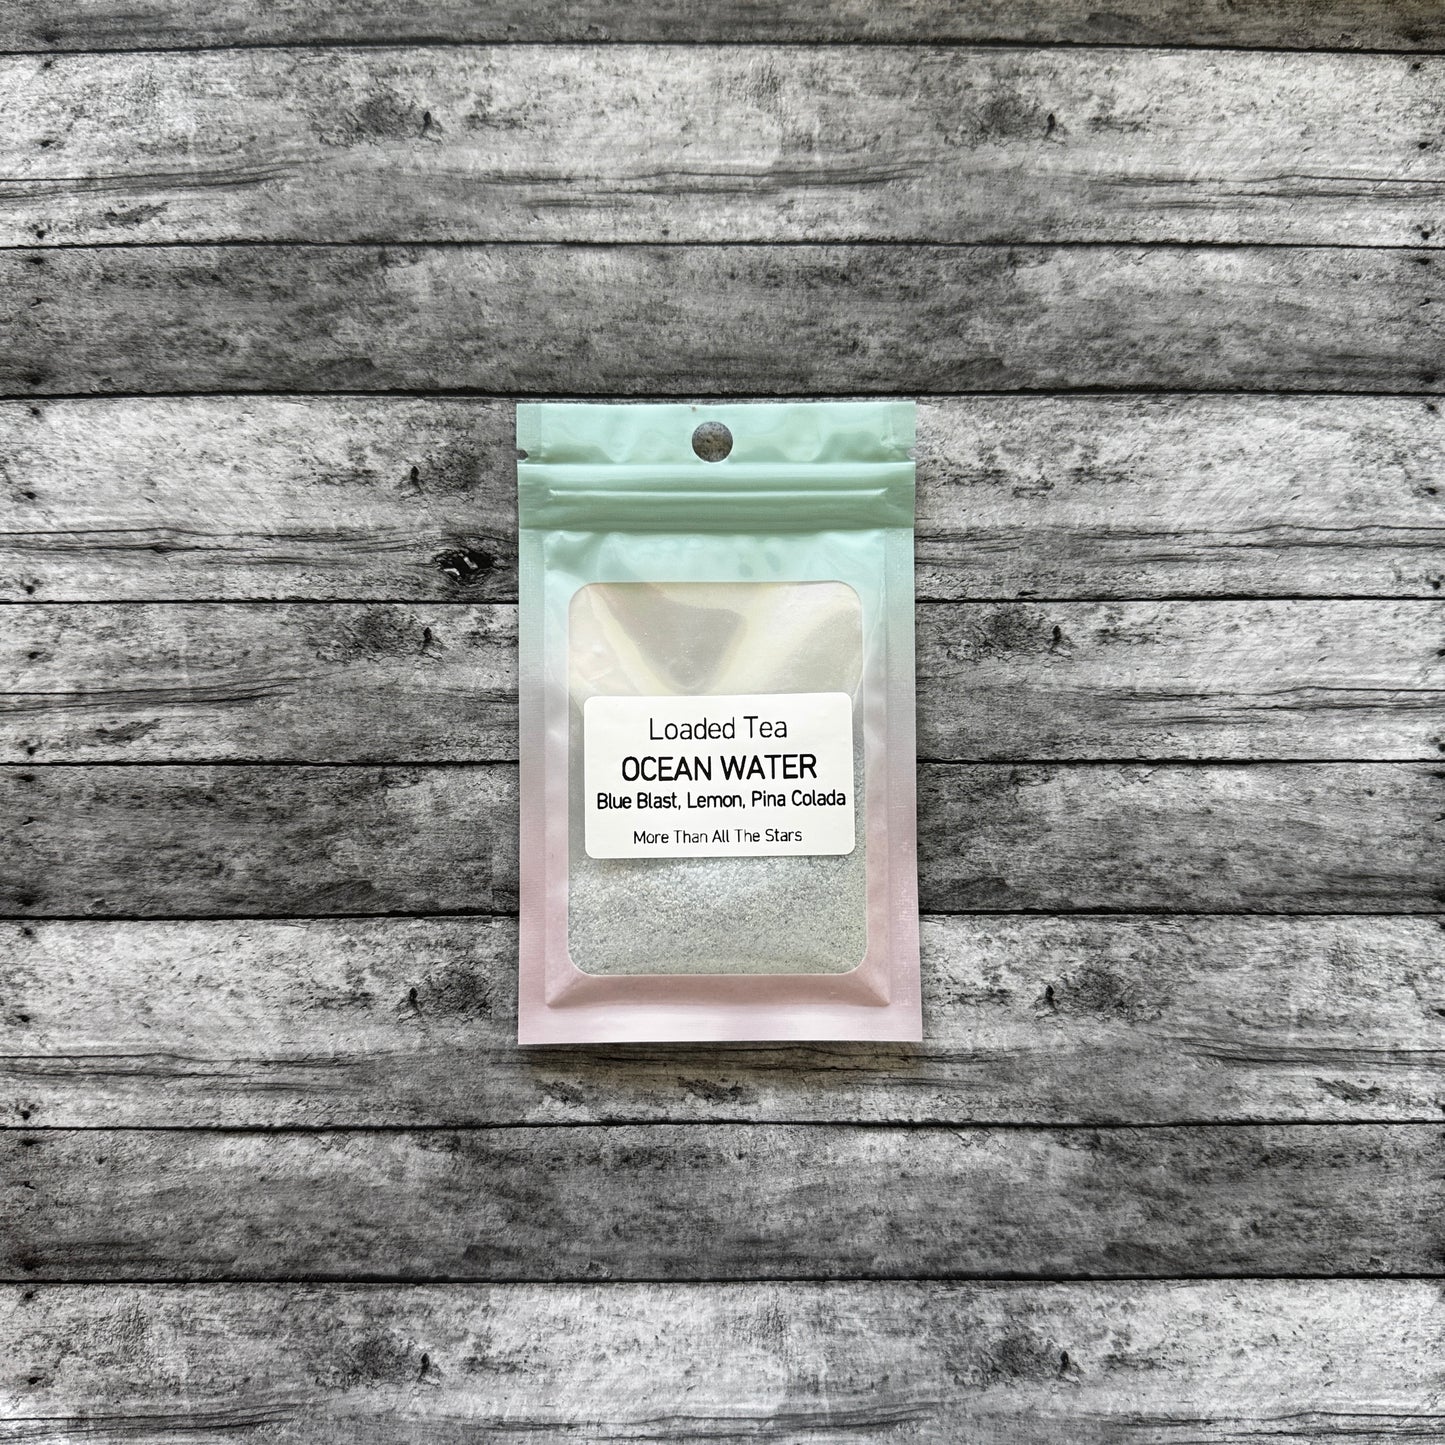 Loaded Tea
OCEAN WATER
Blue Blast, Lemon, Pina Colada
More Than All The Stars